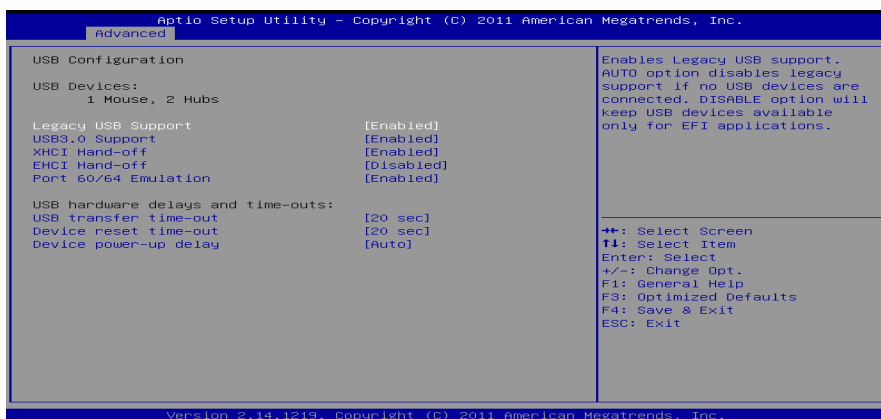 Aptio Setup Utility – Copyright (C) 2011 American Megatrends, Inc.
Advanced
USB Configuration
USB Devices:
1 Mouse, 2 Hubs
Legacy USB Support [Enabled]
USB3.0 Support [Enabled]
XHCI Hand-off [Enabled]
EHCI Hand-off [Disabled]
Port 60/64 Emulation [Enabled]
USB hardware delays and time-outs:
USB transfer time-out [20 sec]
Device reset time-out [20 sec]
Device power-up delay [Auto]
Enables Legacy USB support.
AUTO option disables legacy
support if no USB devices are
connected. DISABLE option will
keep USB devices available
only for EFI applications.
→←: Select Screen
↑↓: Select Item
Enter: Select
+/-: Change Opt.
F1: General Help
F3: Optimized Defaults
F4: Save & Exit
ESC: Exit
Version 2.14.1219. Copyright (C) 2011 American Megatrends, Inc.